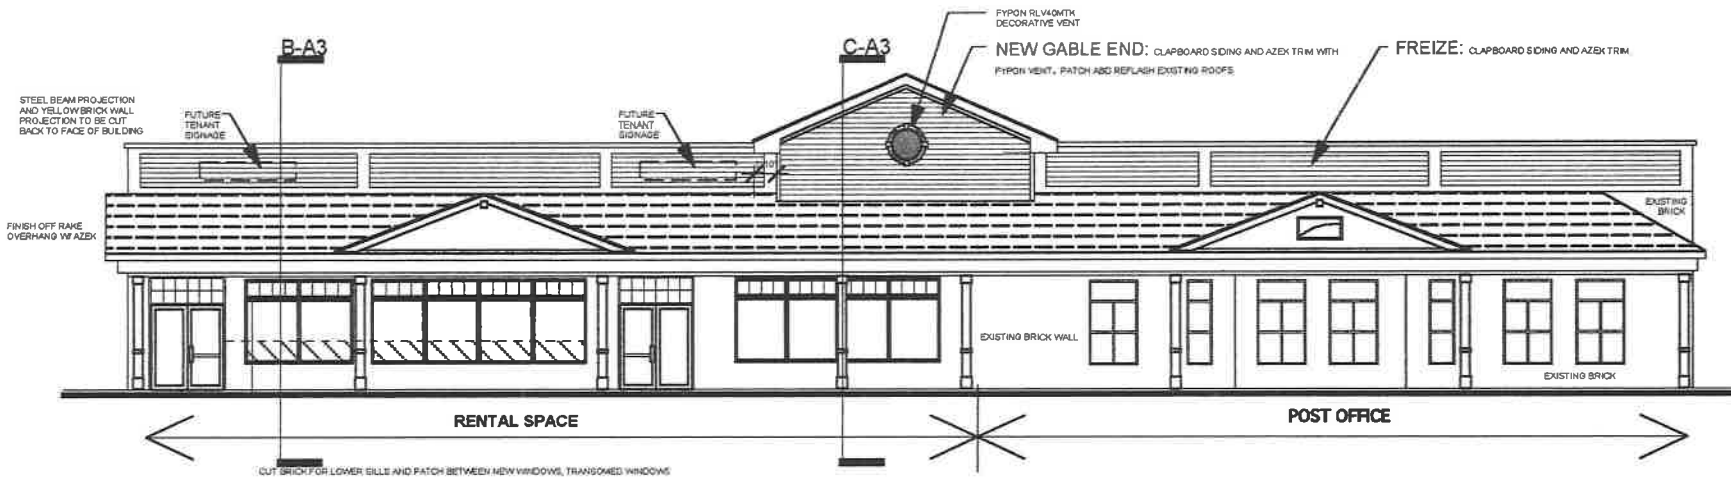 B-A3
C-A3
FYPON RLV40MTK
DECORATIVE VENT
NEW GABLE END: CLAPBOARD SIDING AND AZEK TRIM WITH
FYPON VENT, PATCH ABD REFLASH EXISTING ROOFS
FREIZE: CLAPBOARD SIDING AND AZEK TRIM
STEEL BEAM PROJECTION
AND YELLOW BRICK WALL
PROJECTION TO BE CUT
BACK TO FACE OF BUILDING
FUTURE
TENANT
SIGNAGE
FUTURE
TENANT
SIGNAGE
EXISTING
BRICK
FINISH OFF RAKE
OVERHANG W/ AZEK
EXISTING BRICK WALL
EXISTING BRICK
RENTAL SPACE
POST OFFICE
CUT BRICK FOR LOWER SILLS AND PATCH BETWEEN NEW WINDOWS, TRANSOMED WINDOWS